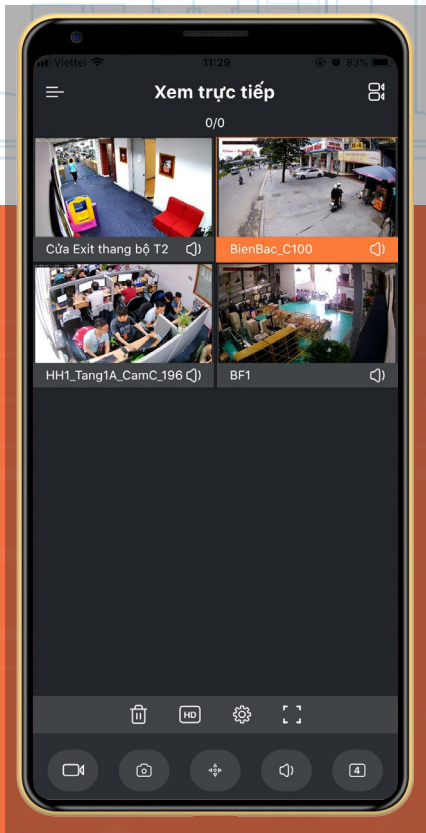 Viettel 11:29 83%
Xem trực tiếp
0/0
Cửa Exit thang bộ T2
BienBac_C100
HH1_Tang1A_CamC_196
BF1
HD
4